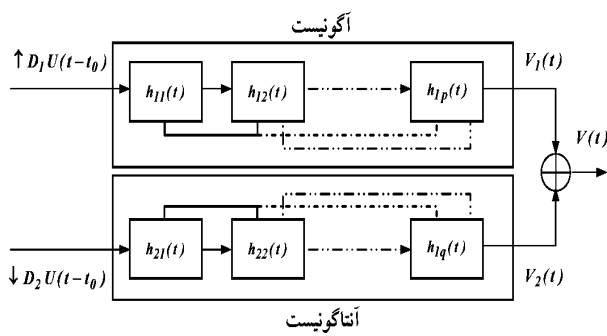 آگونیست
↑ D₁U(t−t₀)
h₁₁(t)
h₁₂(t)
h₁ₚ(t)
V₁(t)
V(t)
h₂₁(t)
h₂₂(t)
h₁q(t)
↓ D₂U(t−t₀)
V₂(t)
آنتاگونیست